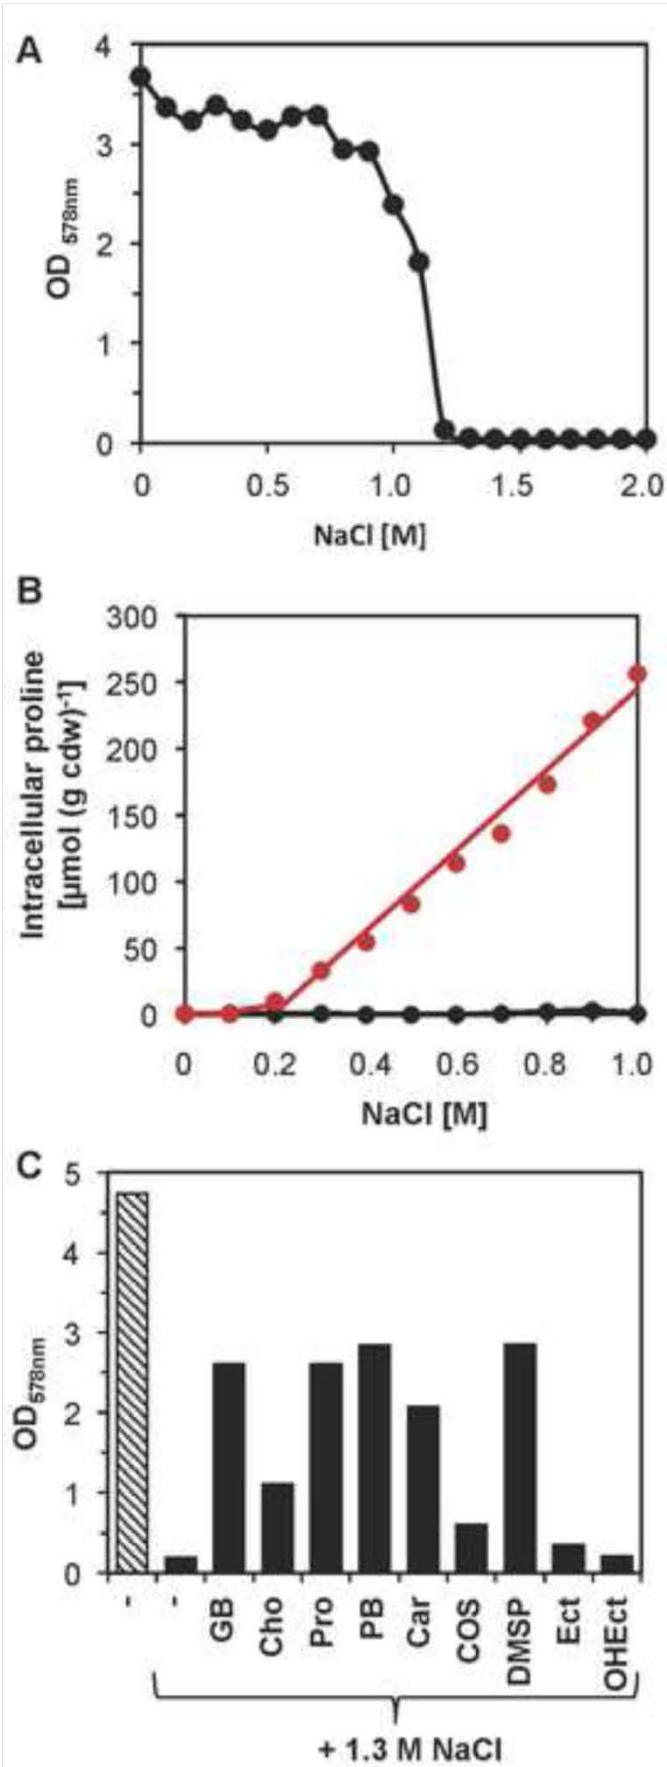 A
4
3
2
1
0
OD 578nm
0 0.5 1.0 1.5 2.0
NaCl [M]
B
300
250
200
150
100
50
0
Intracellular proline
[µmol (g cdw)-1]
0 0.2 0.4 0.6 0.8 1.0
NaCl [M]
C
5
4
3
2
1
0
OD578nm
- - GB Cho Pro PB Car COS DMSP Ect OHEct
+ 1.3 M NaCl